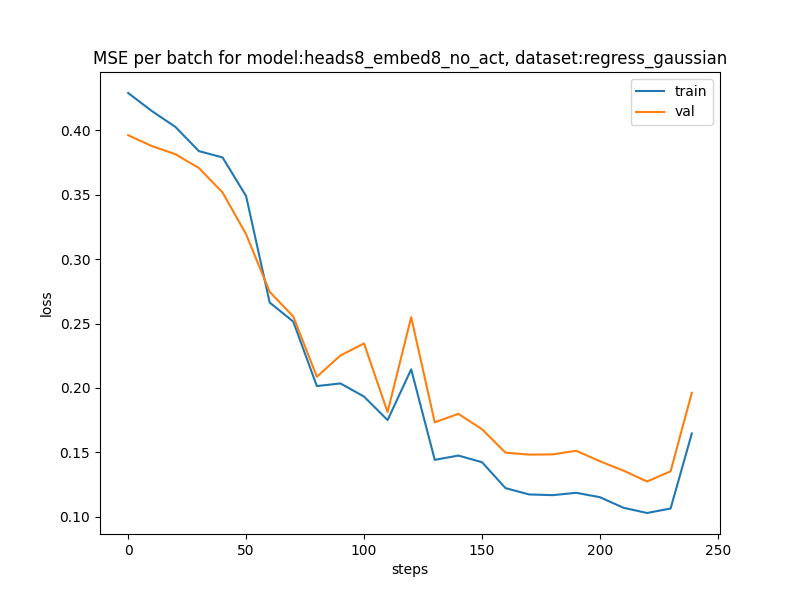 MSE per batch for model:heads8_embed8_no_act, dataset:regress_gaussian
train
val
0.40
0.35
0.30
0.25
0.20
0.15
0.10
loss
0 50 100 150 200 250
steps